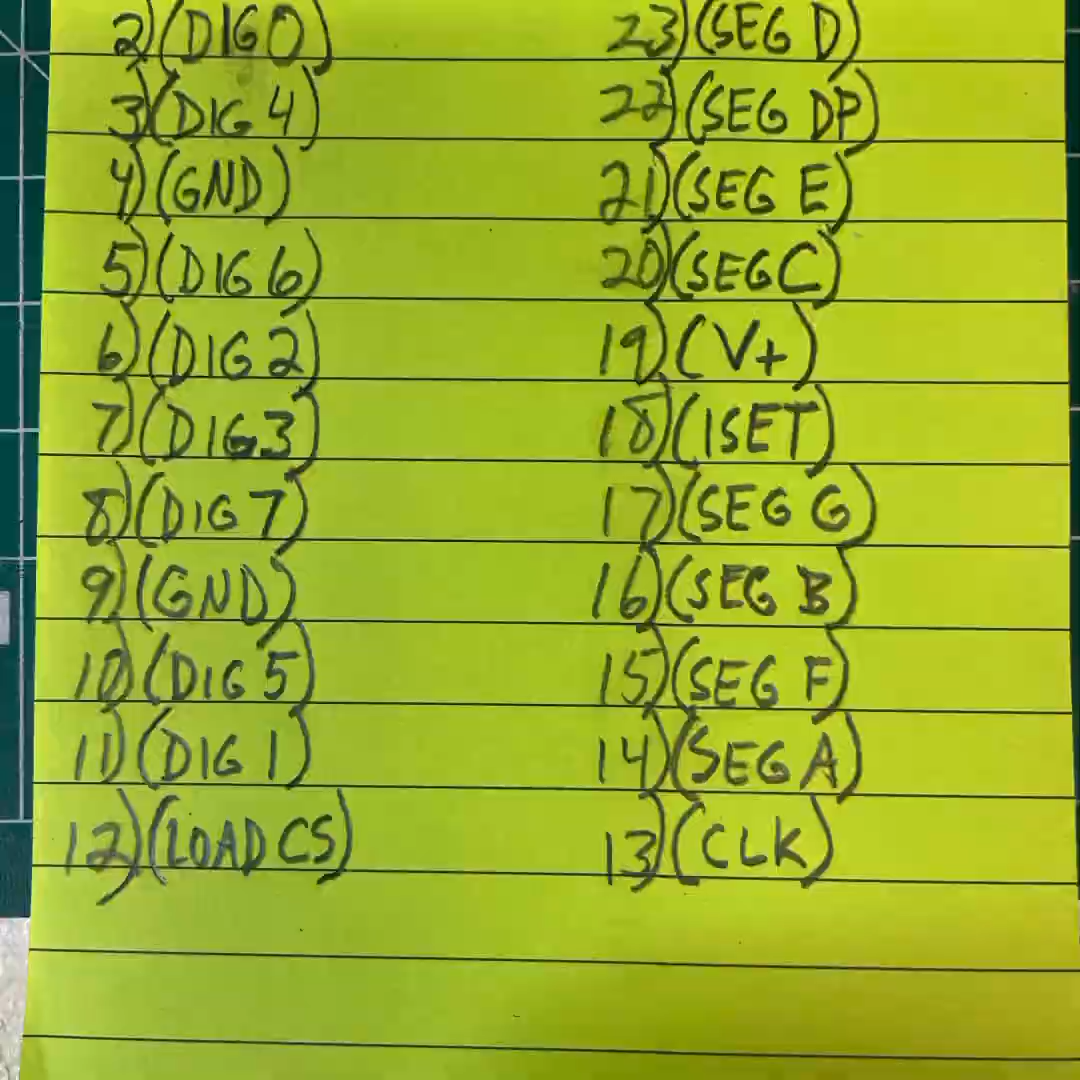 2)(DIG 0) 23)(SEG D)
3)(DIG 4) 22)(SEG DP)
4)(GND) 21)(SEG E)
5)(DIG 6) 20)(SEG C)
6)(DIG 2) 19)(V+)
7)(DIG 3) 18)(ISET)
8)(DIG 7) 17)(SEG G)
9)(GND) 16)(SEG B)
10)(DIG 5) 15)(SEG F)
11)(DIG 1) 14)(SEG A)
12)(LOAD CS) 13)(CLK)